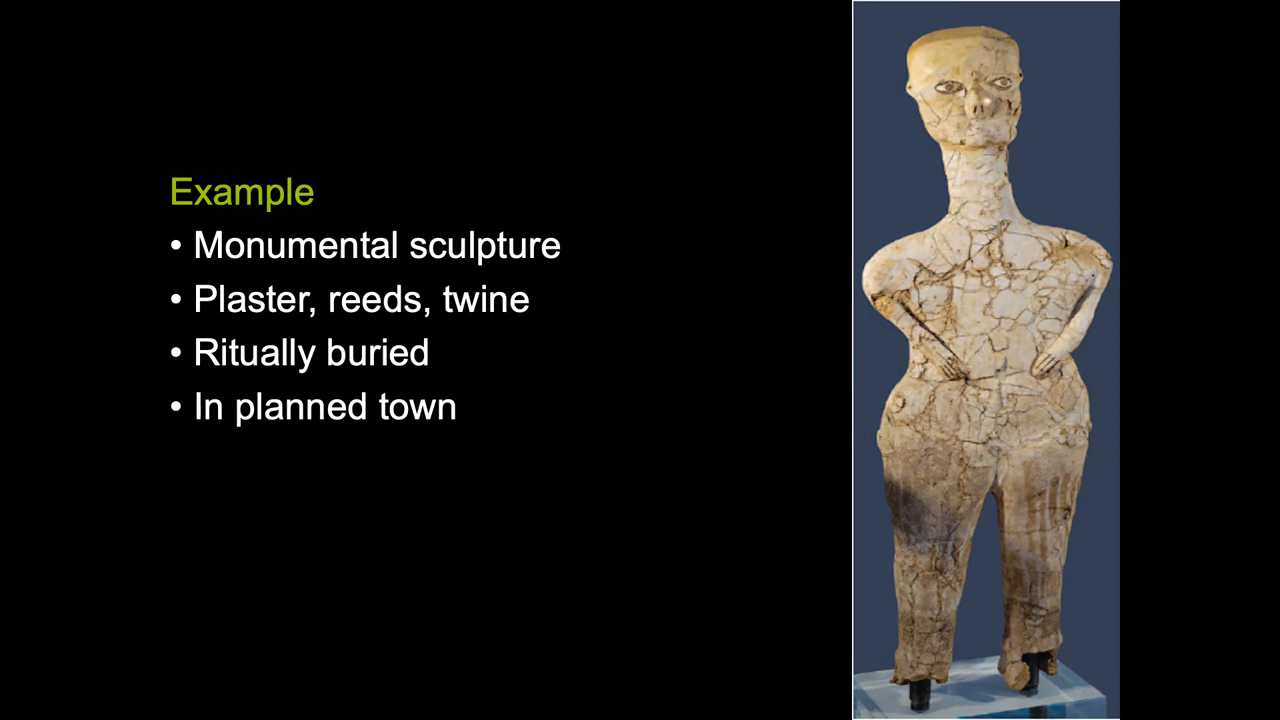 Example
• Monumental sculpture
• Plaster, reeds, twine
• Ritually buried
• In planned town